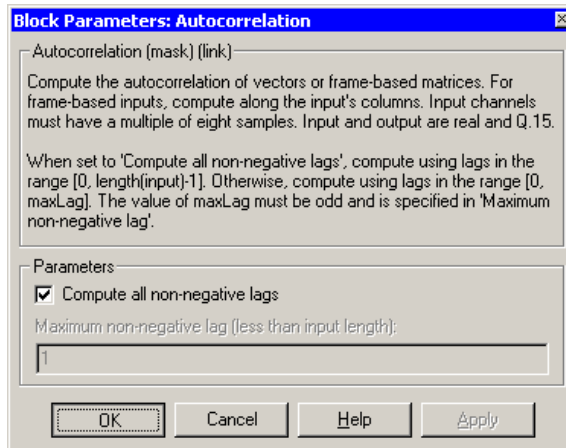 Block Parameters: Autocorrelation
Autocorrelation (mask) (link)
Compute the autocorrelation of vectors or frame-based matrices. For
frame-based inputs, compute along the input's columns. Input channels
must have a multiple of eight samples. Input and output are real and Q.15.
When set to 'Compute all non-negative lags', compute using lags in the
range [0, length(input)-1]. Otherwise, compute using lags in the range [0,
maxLag]. The value of maxLag must be odd and is specified in 'Maximum
non-negative lag'.
Parameters
Compute all non-negative lags
Maximum non-negative lag (less than input length):
1
OK Cancel Help Apply